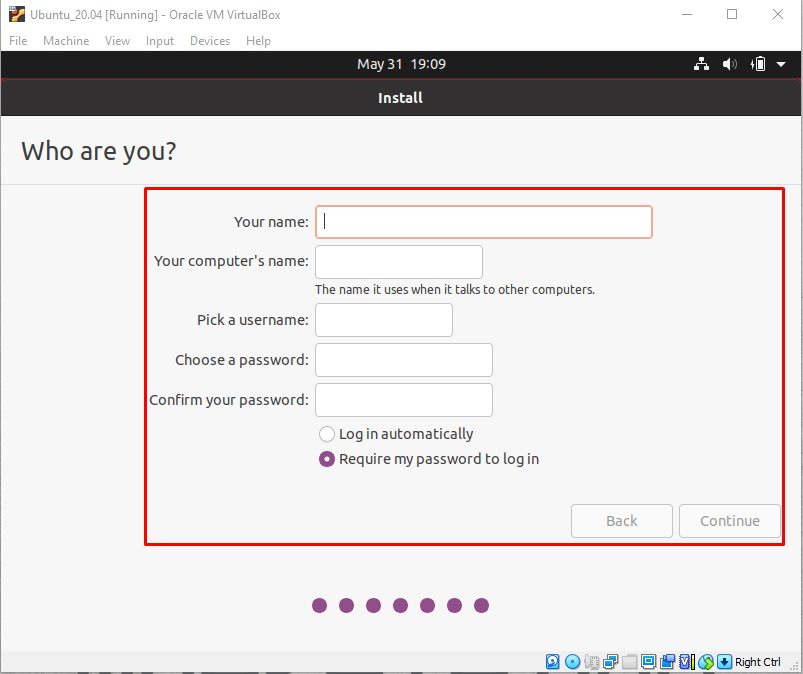 Ubuntu_20.04 [Running] - Oracle VM VirtualBox
File Machine View Input Devices Help
May 31 19:09
Install
Who are you?
Your name:
Your computer's name:
The name it uses when it talks to other computers.
Pick a username:
Choose a password:
Confirm your password:
Log in automatically
Require my password to log in
Back Continue
Right Ctrl